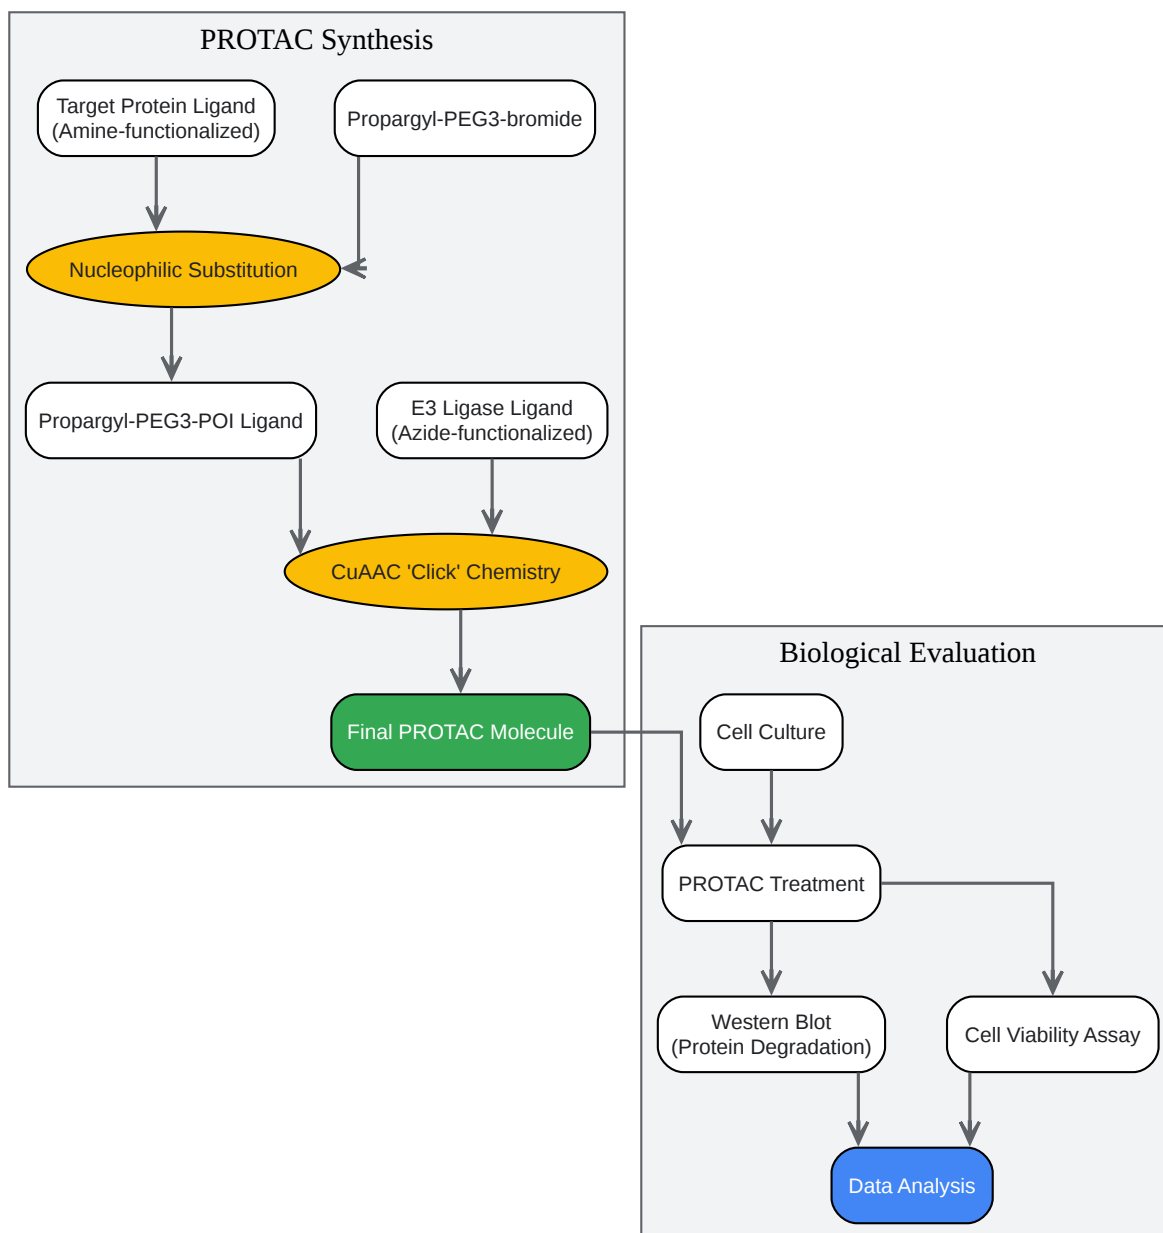 PROTAC Synthesis
Target Protein Ligand
(Amine-functionalized)
Propargyl-PEG3-bromide
Nucleophilic Substitution
Propargyl-PEG3-POI Ligand
E3 Ligase Ligand
(Azide-functionalized)
CuAAC 'Click' Chemistry
Final PROTAC Molecule
Biological Evaluation
Cell Culture
PROTAC Treatment
Western Blot
(Protein Degradation)
Cell Viability Assay
Data Analysis